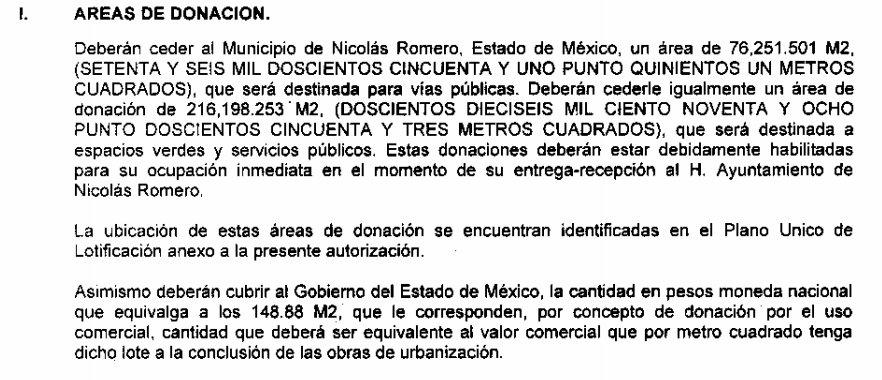 I. AREAS DE DONACION.
Deberán ceder al Municipio de Nicolás Romero, Estado de México, un área de 76,251.501 M2,
(SETENTA Y SEIS MIL DOSCIENTOS CINCUENTA Y UNO PUNTO QUINIENTOS UN METROS
CUADRADOS), que será destinada para vías públicas. Deberán cederle igualmente un área de
donación de 216,198.253 M2, (DOSCIENTOS DIECISEIS MIL CIENTO NOVENTA Y OCHO
PUNTO DOSCIENTOS CINCUENTA Y TRES METROS CUADRADOS), que será destinada a
espacios verdes y servicios públicos. Estas donaciones deberán estar debidamente habilitadas
para su ocupación inmediata en el momento de su entrega-recepción al H. Ayuntamiento de
Nicolás Romero.
La ubicación de estas áreas de donación se encuentran identificadas en el Plano Unico de
Lotificación anexo a la presente autorización.
Asimismo deberán cubrir al Gobierno del Estado de México, la cantidad en pesos moneda nacional
que equivalga a los 148.88 M2, que le corresponden, por concepto de donación por el uso
comercial, cantidad que deberá ser equivalente al valor comercial que por metro cuadrado tenga
dicho lote a la conclusión de las obras de urbanización.